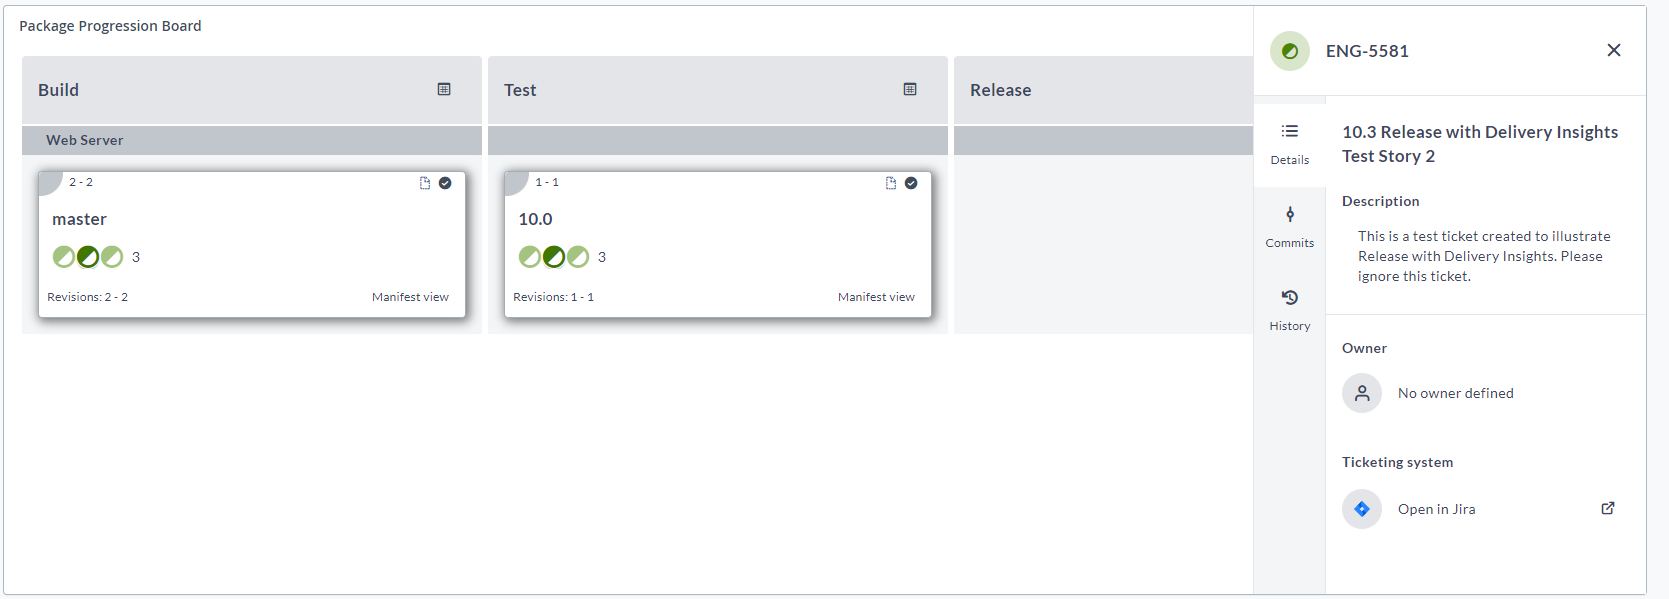 Package Progression Board
Build
Test
Release
Web Server
2 - 2
master
3
Revisions: 2 - 2
Manifest view
1 - 1
10.0
3
Revisions: 1 - 1
Manifest view
ENG-5581
Details
Commits
History
10.3 Release with Delivery Insights
Test Story 2
Description
This is a test ticket created to illustrate
Release with Delivery Insights. Please
ignore this ticket.
Owner
No owner defined
Ticketing system
Open in Jira